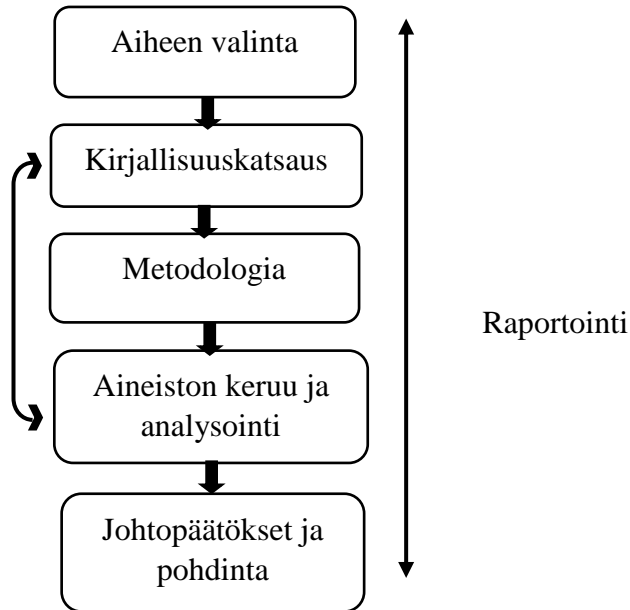 Aiheen valinta
Kirjallisuuskatsaus
Metodologia
Raportointi
Aineiston keruu ja
analysointi
Johtopäätökset ja
pohdinta